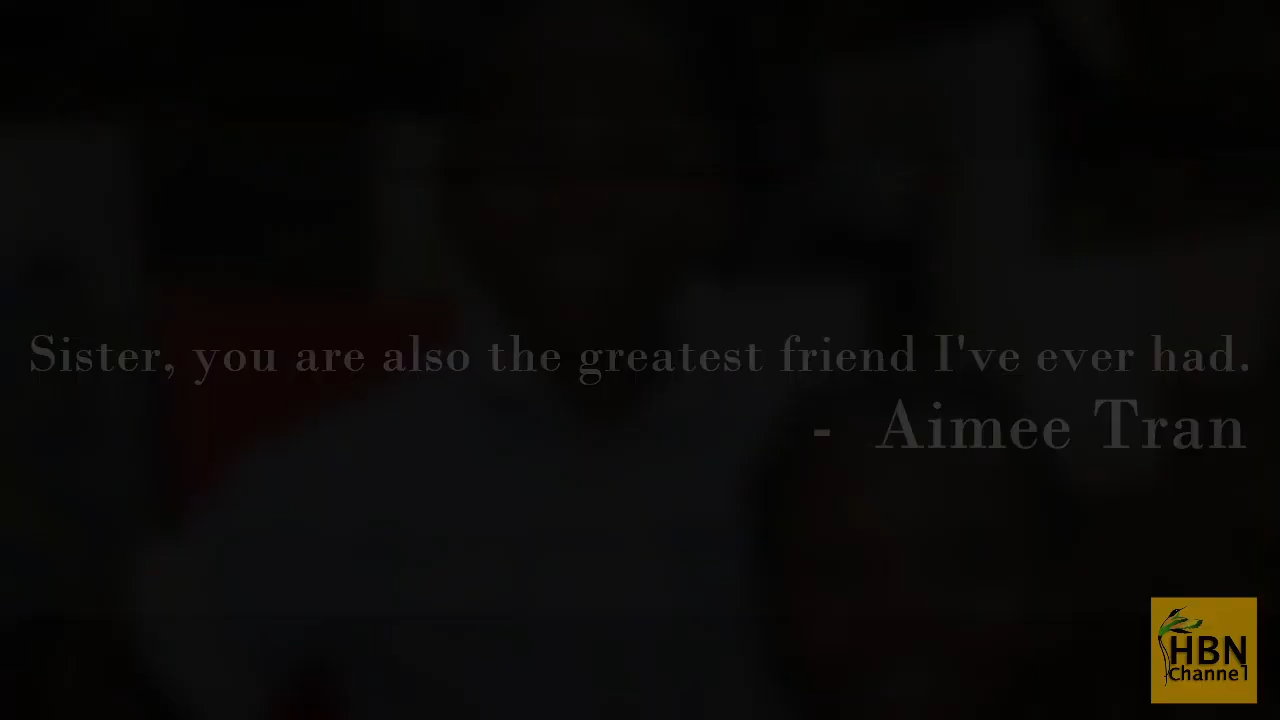 Sister, you are also the greatest friend I've ever had.
- Aimee Tran
HBN
Channel